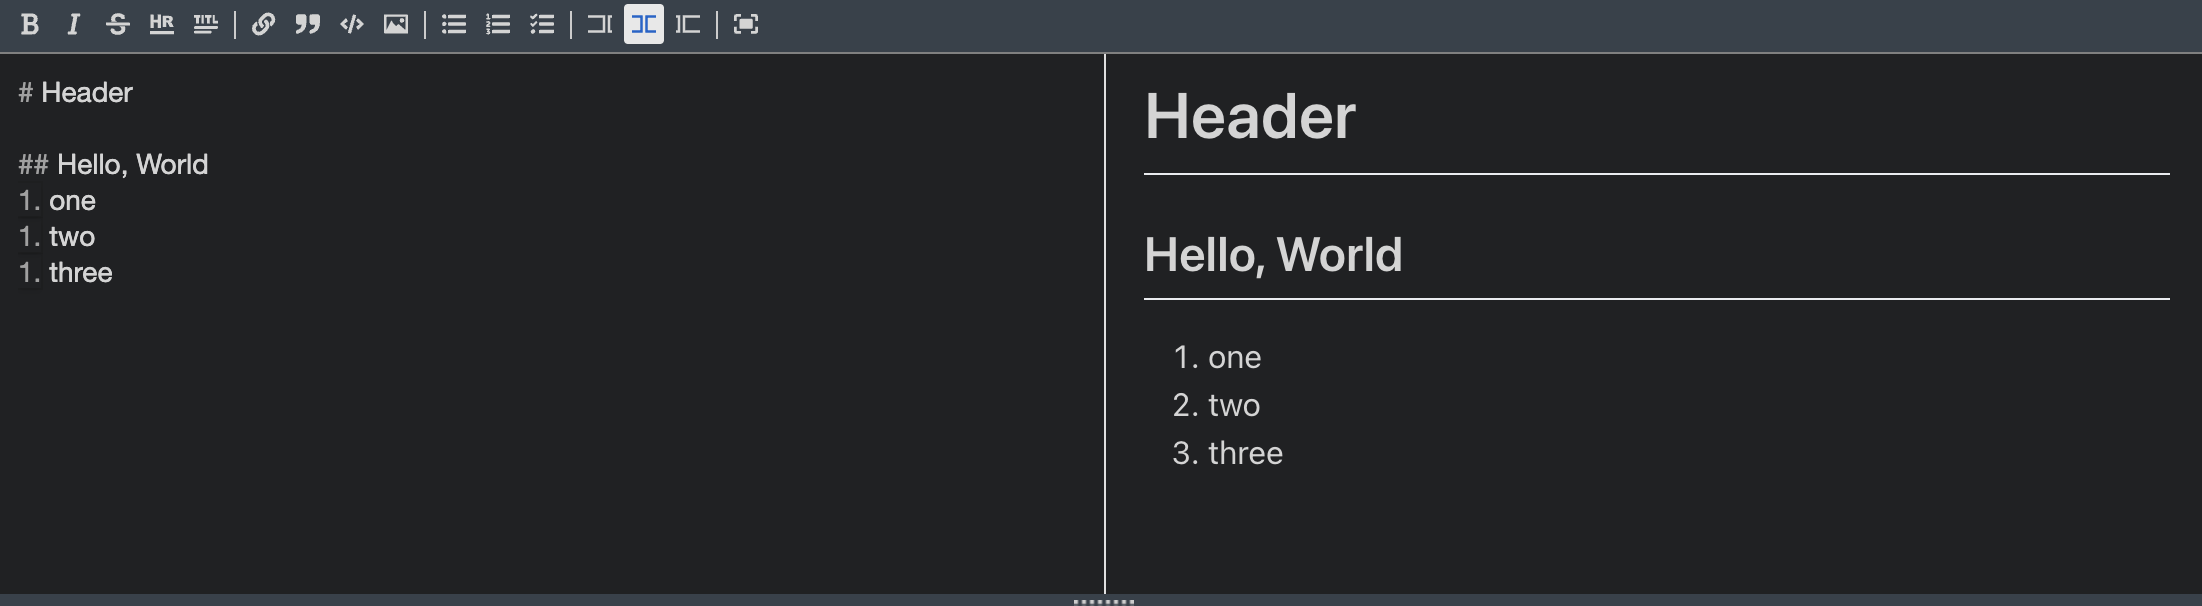 B I S HR TITL
# Header
## Hello, World
1. one
1. two
1. three
Header
Hello, World
1. one
2. two
3. three